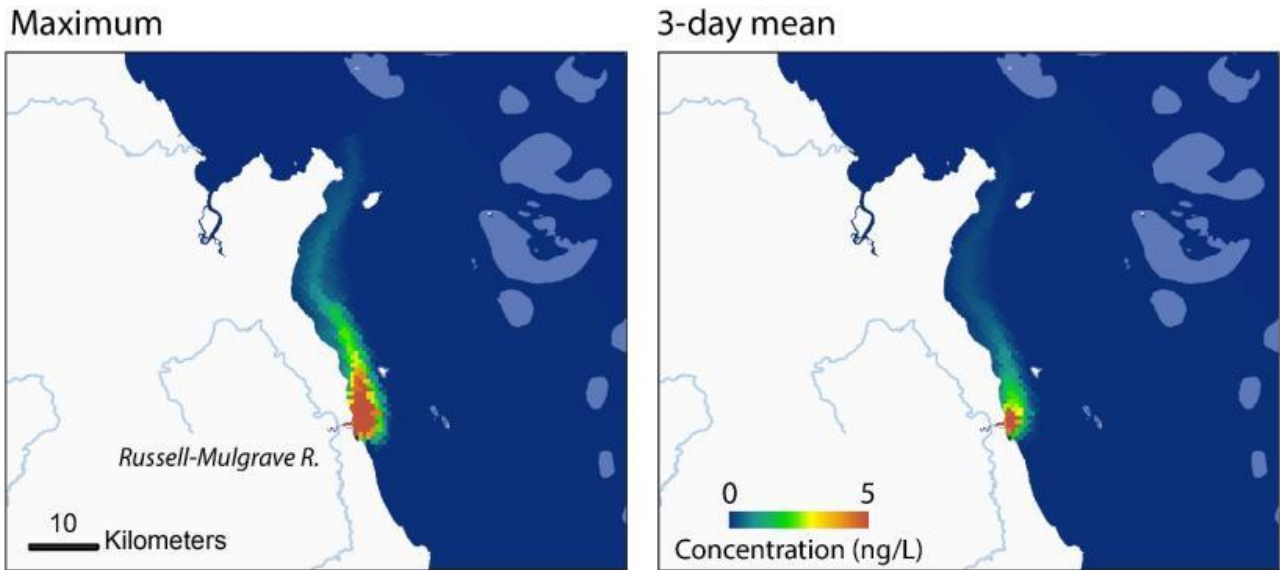 Maximum
3-day mean
Russell-Mulgrave R.
10
Kilometers
0 5
Concentration (ng/L)